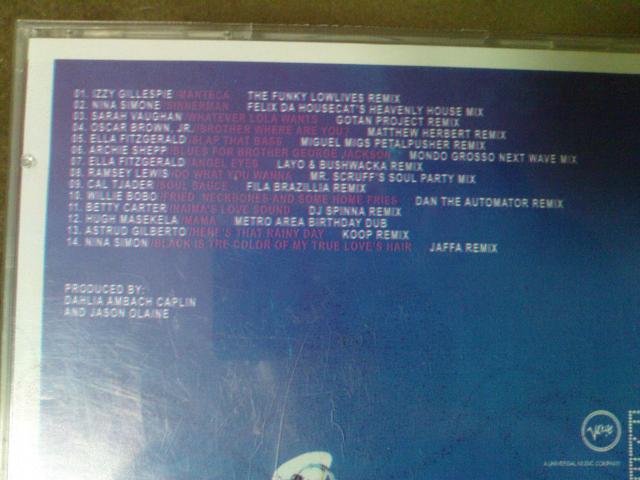 01. IZZY GILLESPIE/MANTECA THE FUNKY LOWLIVES REMIX
02. NINA SIMONE/SINNERMAN FELIX DA HOUSECAT'S HEAVENLY HOUSE MIX
03. SARAH VAUGHAN/WHATEVER LOLA WANTS GOTAN PROJECT REMIX
04. OSCAR BROWN, JR./BROTHER WHERE ARE YOU? MATTHEW HERBERT REMIX
05. ELLA FITZGERALD/SLAP THAT BASS MIGUEL MIGS PETALPUSHER REMIX
06. ARCHIE SHEPP/BLUES FOR BROTHER GEORGE JACKSON MONDO GROSSO NEXT WAVE MIX
07. ELLA FITZGERALD/ANGEL EYES LAYO & BUSHWACKA REMIX
08. RAMSEY LEWIS/DO WHAT YOU WANNA MR. SCRUFF'S SOUL PARTY MIX
09. CAL TJADER/SOUL SAUCE FILA BRAZILLIA REMIX
10. WILLIE BOBO/FRIED NECKBONES AND SOME HOME FRIES DAN THE AUTOMATOR REMIX
11. BETTY CARTER/NAIMA'S LOVE SOUND DJ SPINNA REMIX
12. HUGH MASEKELA/MAMA METRO AREA BIRTHDAY DUB
13. ASTRUD GILBERTO/HERE'S THAT RAINY DAY KOOP REMIX
14. NINA SIMON/BLACK IS THE COLOR OF MY TRUE LOVE'S HAIR JAFFA REMIX
PRODUCED BY:
DAHLIA AMBACH CAPLIN
AND JASON OLAINE
Verve
A UNIVERSAL MUSIC COMPANY